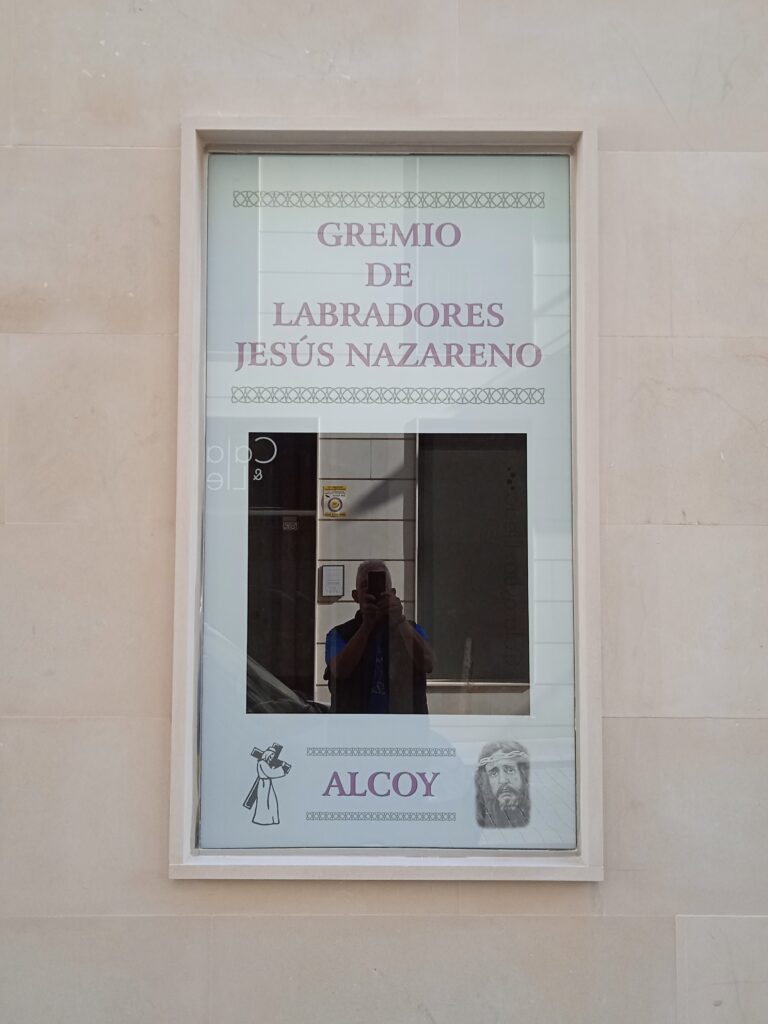 GREMIO
DE
LABRADORES
JESÚS NAZARENO
ALCOY